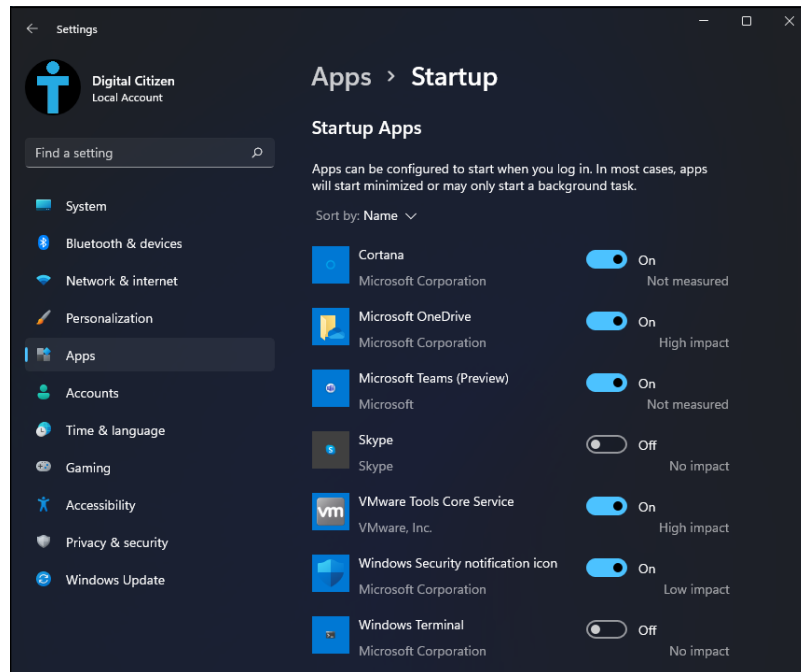 Settings
Digital Citizen
Local Account
Find a setting
System
Bluetooth & devices
Network & internet
Personalization
Apps
Accounts
Time & language
Gaming
Accessibility
Privacy & security
Windows Update
Apps > Startup
Startup Apps
Apps can be configured to start when you log in. In most cases, apps
will start minimized or may only start a background task.
Sort by: Name
Cortana
On
Microsoft Corporation
Not measured
Microsoft OneDrive
On
Microsoft Corporation
High impact
Microsoft Teams (Preview)
On
Microsoft
Not measured
Skype
Off
Skype
No impact
vm
VMware Tools Core Service
On
VMware, Inc.
High impact
Windows Security notification icon
On
Microsoft Corporation
Low impact
Windows Terminal
Off
Microsoft Corporation
No impact